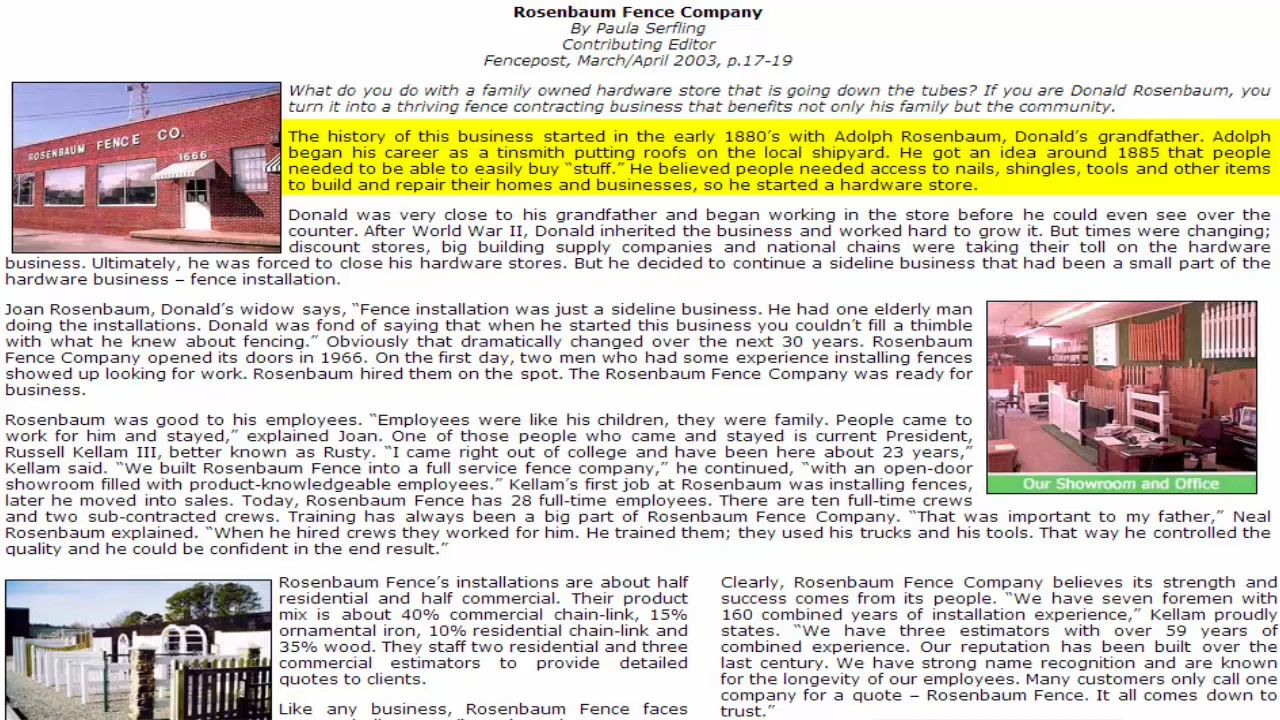 Rosenbaum Fence Company
By Paula Serfling
Contributing Editor
Fencepost, March/April 2003, p.17-19
ROSENBAUM FENCE CO.
1666
What do you do with a family owned hardware store that is going down the tubes? If you are Donald Rosenbaum, you
turn it into a thriving fence contracting business that benefits not only his family but the community.
The history of this business started in the early 1880's with Adolph Rosenbaum, Donald's grandfather. Adolph
began his career as a tinsmith putting roofs on the local shipyard. He got an idea around 1885 that people
needed to be able to easily buy “stuff.” He believed people needed access to nails, shingles, tools and other items
to build and repair their homes and businesses, so he started a hardware store.
Donald was very close to his grandfather and began working in the store before he could even see over the
counter. After World War II, Donald inherited the business and worked hard to grow it. But times were changing;
discount stores, big building supply companies and national chains were taking their toll on the hardware
business. Ultimately, he was forced to close his hardware stores. But he decided to continue a sideline business that had been a small part of the
hardware business – fence installation.
Joan Rosenbaum, Donald's widow says, “Fence installation was just a sideline business. He had one elderly man
doing the installations. Donald was fond of saying that when he started this business you couldn't fill a thimble
with what he knew about fencing.” Obviously that dramatically changed over the next 30 years. Rosenbaum
Fence Company opened its doors in 1966. On the first day, two men who had some experience installing fences
showed up looking for work. Rosenbaum hired them on the spot. The Rosenbaum Fence Company was ready for
business.
Rosenbaum was good to his employees. “Employees were like his children, they were family. People came to
work for him and stayed,” explained Joan. One of those people who came and stayed is current President,
Russell Kellam III, better known as Rusty. “I came right out of college and have been here about 23 years,”
Kellam said. “We built Rosenbaum Fence into a full service fence company,” he continued, “with an open-door
showroom filled with product-knowledgeable employees.” Kellam's first job at Rosenbaum was installing fences,
later he moved into sales. Today, Rosenbaum Fence has 28 full-time employees. There are ten full-time crews
and two sub-contracted crews. Training has always been a big part of Rosenbaum Fence Company. “That was important to my father,” Neal
Rosenbaum explained. “When he hired crews they worked for him. He trained them; they used his trucks and his tools. That way he controlled the
quality and he could be confident in the end result.”
Our Showroom and Office
Rosenbaum Fence's installations are about half
residential and half commercial. Their product
mix is about 40% commercial chain-link, 15%
ornamental iron, 10% residential chain-link and
35% wood. They staff two residential and three
commercial estimators to provide detailed
quotes to clients.
Like any business, Rosenbaum Fence faces
Clearly, Rosenbaum Fence Company believes its strength and
success comes from its people. “We have seven foremen with
160 combined years of installation experience,” Kellam proudly
states. “We have three estimators with over 59 years of
combined experience. Our reputation has been built over the
last century. We have strong name recognition and are known
for the longevity of our employees. Many customers only call one
company for a quote – Rosenbaum Fence. It all comes down to
trust.”